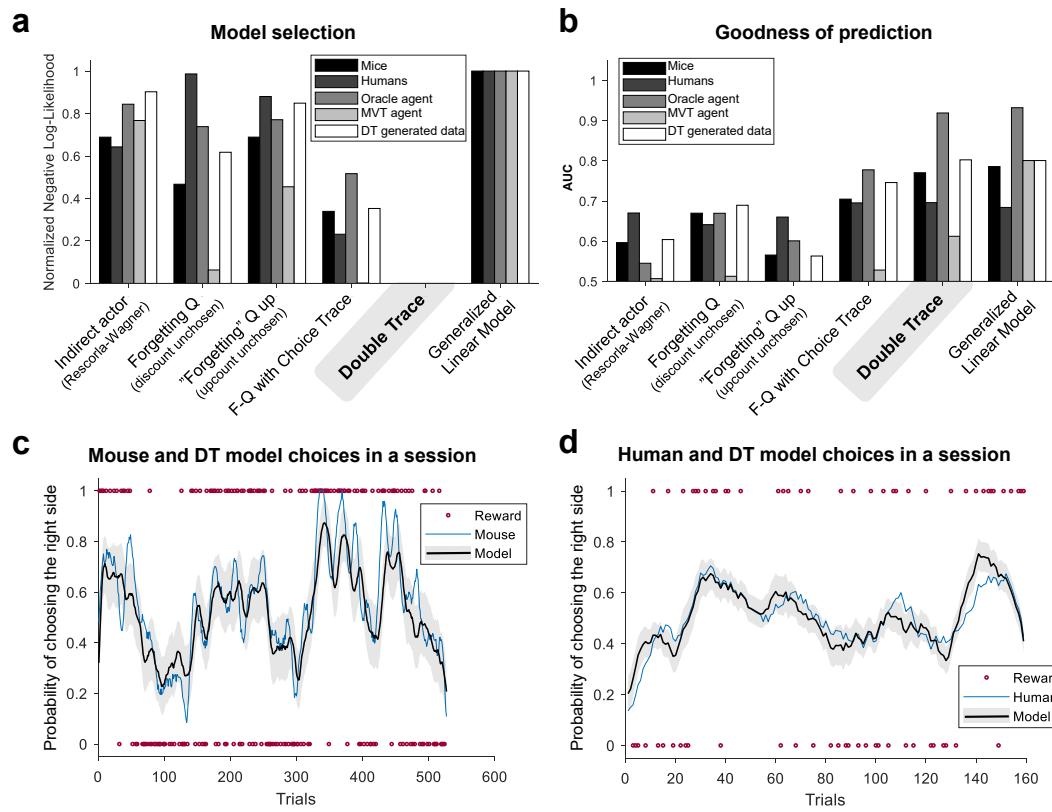 a
Model selection
Normalized Negative Log-Likelihood
1
0.8
0.6
0.4
0.2
0
Mice
Humans
Oracle agent
MVT agent
DT generated data
Indirect actor
(Rescorla-Wagner)
Forgetting Q
(discount unchosen)
"Forgetting" Q up
(upcount unchosen)
F-Q with Choice Trace
Double Trace
Generalized
Linear Model
b
Goodness of prediction
AUC
1
0.9
0.8
0.7
0.6
0.5
Mice
Humans
Oracle agent
MVT agent
DT generated data
Indirect actor
(Rescorla-Wagner)
Forgetting Q
(discount unchosen)
"Forgetting" Q up
(upcount unchosen)
F-Q with Choice Trace
Double Trace
Generalized
Linear Model
c
Mouse and DT model choices in a session
Probability of choosing the right side
1
0.8
0.6
0.4
0.2
0
Reward
Mouse
Model
0 100 200 300 400 500 600
Trials
d
Human and DT model choices in a session
Probability of choosing the right side
1
0.8
0.6
0.4
0.2
0
Reward
Human
Model
0 20 40 60 80 100 120 140 160
Trials